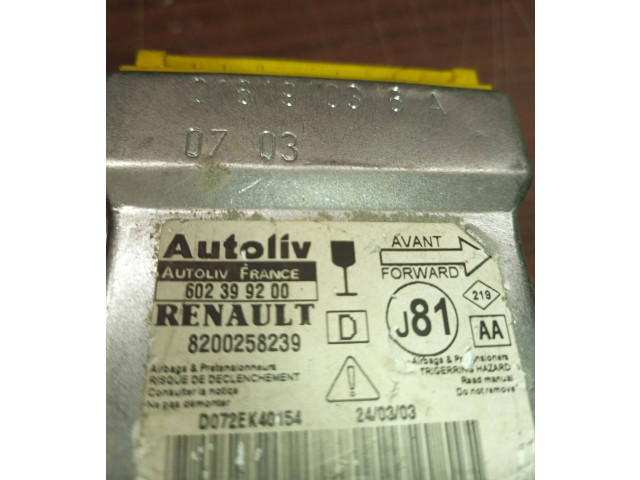 07 03
Autoliv
AVANT
AUTOLIV FRANCE
FORWARD
602 39 92 00
RENAULT
D
J81
219
AA
8200258239
Airbags & Pretensionneurs
RISQUE DE DECLENCHEMENT
Consulter la notice
Ne pas démonter
Airbags & Pretensioners
TRIGERRING HAZARD
Read manual
Do not remove
D072EK40154
24/03/03